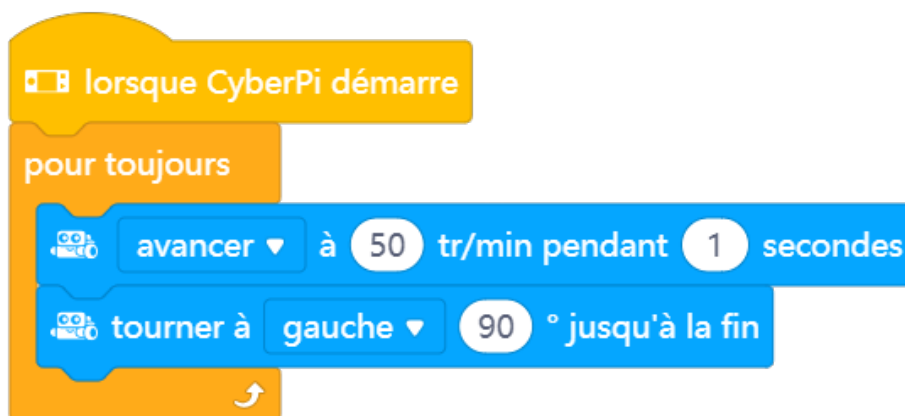 lorsque CyberPi démarre
pour toujours
avancer ▼ à 50 tr/min pendant 1 secondes
tourner à gauche ▼ 90 ° jusqu'à la fin